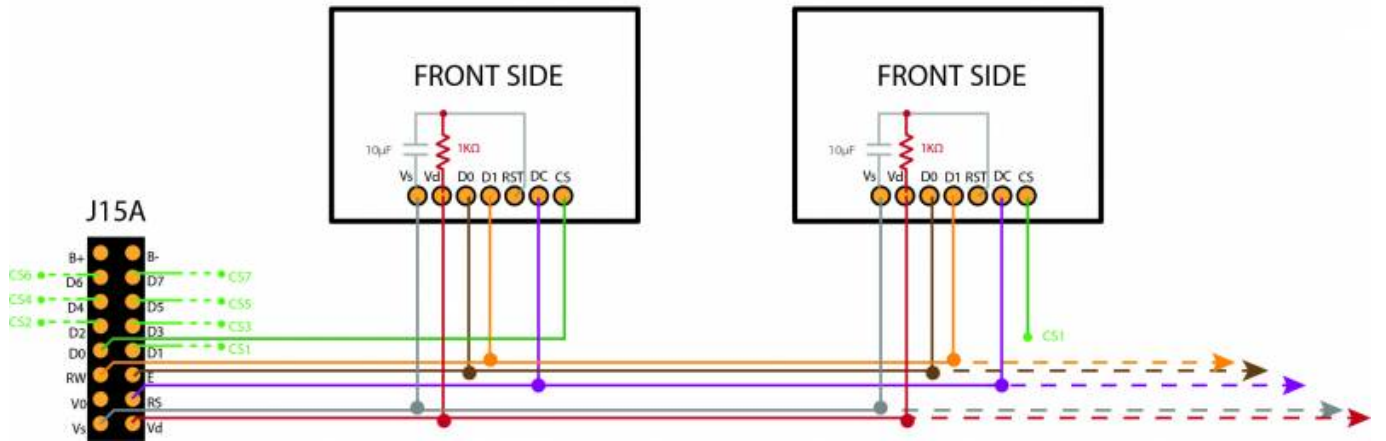 FRONT SIDE
FRONT SIDE
10µF
1KΩ
10µF
1KΩ
Vs Vd D0 D1 RST DC CS
Vs Vd D0 D1 RST DC CS
J15A
B+ B-
CS6 D6 D7 CS7
CS4 D4 D5 CS5
CS2 D2 D3 CS3
D0 D1 CS1
CS1
RW E
V0 RS
Vs Vd